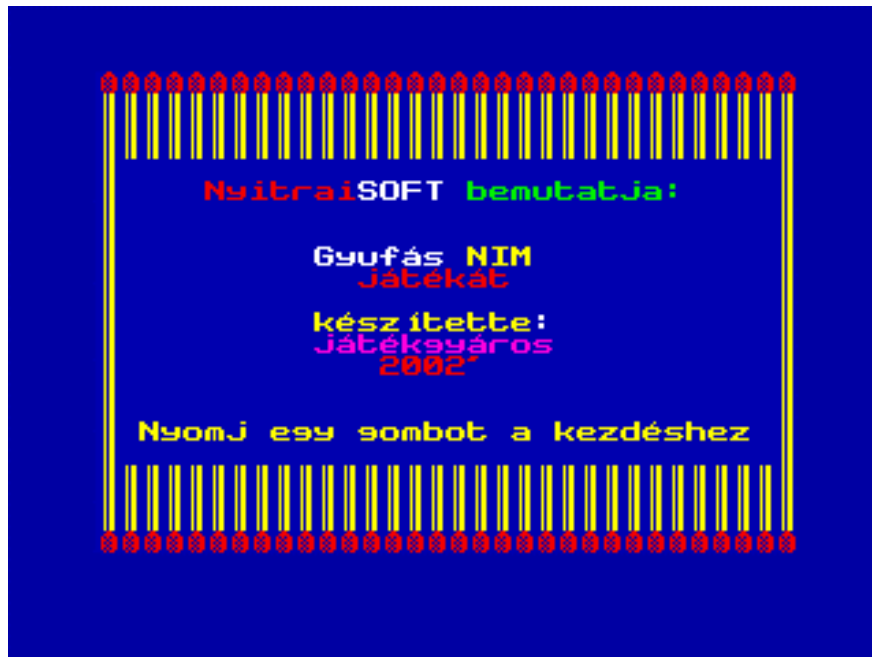 NyitraiSOFT bemutatja:
Gyufás NIM
játékát
készítette:
játékgyáros
2002"
Nyomj egy gombot a kezdéshez